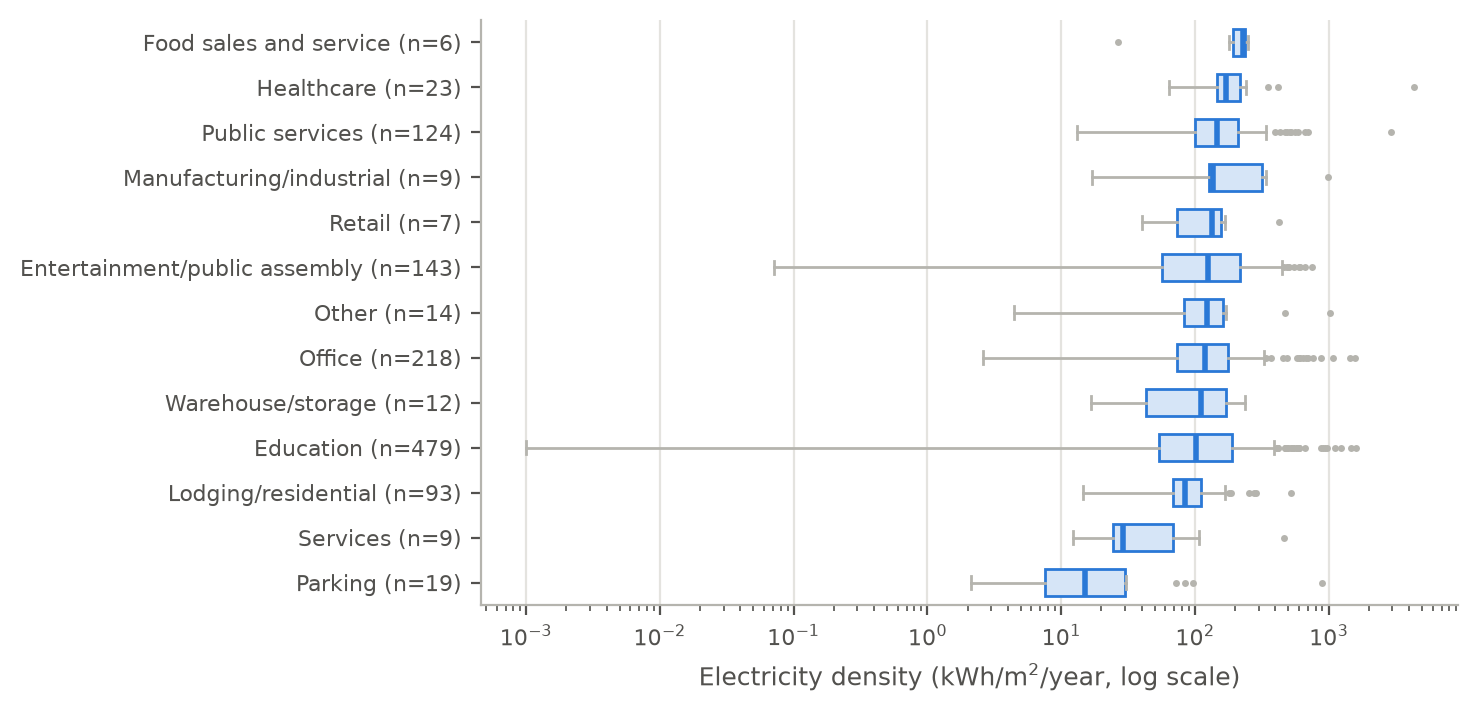 Food sales and service (n=6)
Healthcare (n=23)
Public services (n=124)
Manufacturing/industrial (n=9)
Retail (n=7)
Entertainment/public assembly (n=143)
Other (n=14)
Office (n=218)
Warehouse/storage (n=12)
Education (n=479)
Lodging/residential (n=93)
Services (n=9)
Parking (n=19)
10⁻³ 10⁻² 10⁻¹ 10⁰ 10¹ 10² 10³
Electricity density (kWh/m²/year, log scale)